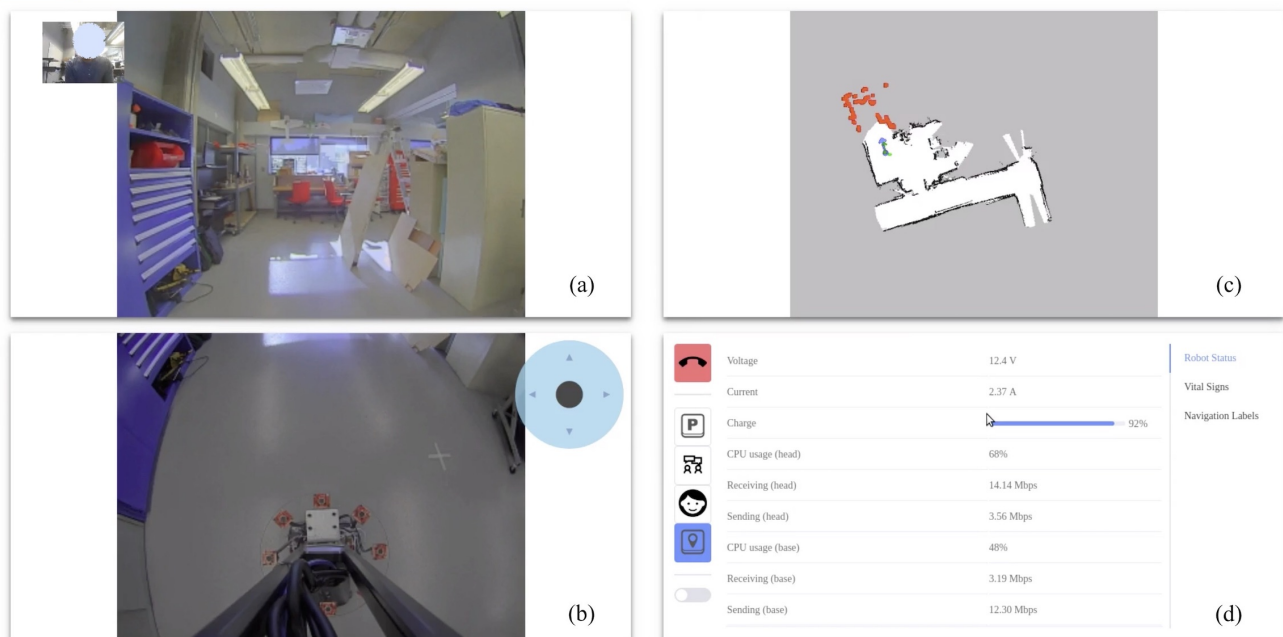 (a)
(c)
(b)
P
Voltage 12.4 V
Current 2.37 A
Charge 92%
CPU usage (head) 68%
Receiving (head) 14.14 Mbps
Sending (head) 3.56 Mbps
CPU usage (base) 48%
Receiving (base) 3.19 Mbps
Sending (base) 12.30 Mbps
Robot Status
Vital Signs
Navigation Labels
(d)